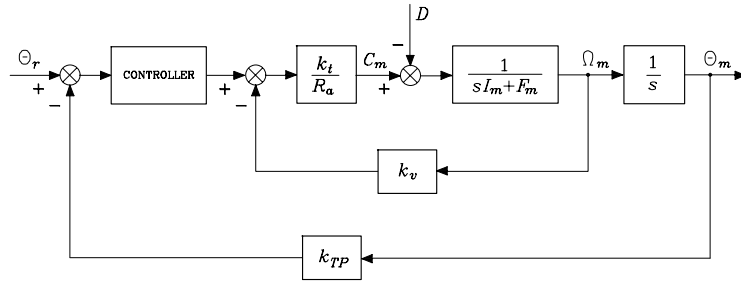 D
−
Θr
+
−
CONTROLLER
+
−
kt
Ra
Cm
+
1
sIm+Fm
Ωm
1
s
Θm
kv
kTP